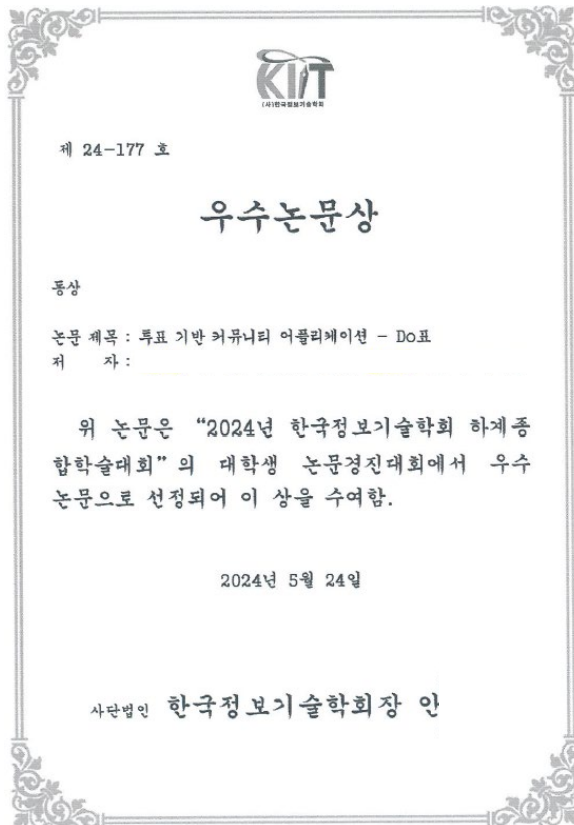 KIIT
(사)한국정보기술학회
제 24-177 호
우수논문상
동상
논문 제목 : 투표 기반 커뮤니티 어플리케이션 - Do표
저 자 :
위 논문은 “2024년 한국정보기술학회 하계종
합학술대회” 의 대학생 논문경진대회에서 우수
논문으로 선정되어 이 상을 수여함.
2024년 5월 24일
사단법인 한국정보기술학회장 안